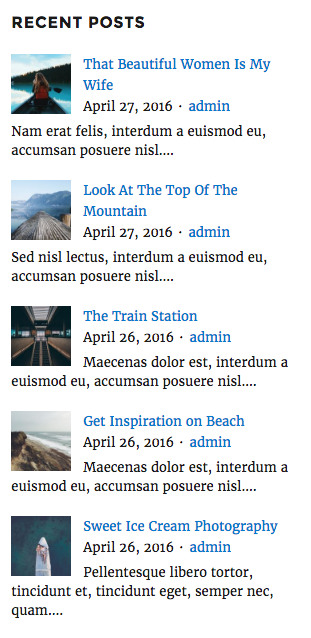 RECENT POSTS
That Beautiful Women Is My
Wife
April 27, 2016 · admin
Nam erat felis, interdum a euismod eu,
accumsan posuere nisl....
Look At The Top Of The
Mountain
April 27, 2016 · admin
Sed nisl lectus, interdum a euismod eu,
accumsan posuere nisl....
The Train Station
April 26, 2016 · admin
Maecenas dolor est, interdum a
euismod eu, accumsan posuere nisl....
Get Inspiration on Beach
April 26, 2016 · admin
Maecenas dolor est, interdum a
euismod eu, accumsan posuere nisl....
Sweet Ice Cream Photography
April 26, 2016 · admin
Pellentesque libero tortor,
tincidunt et, tincidunt eget, semper nec,
quam....